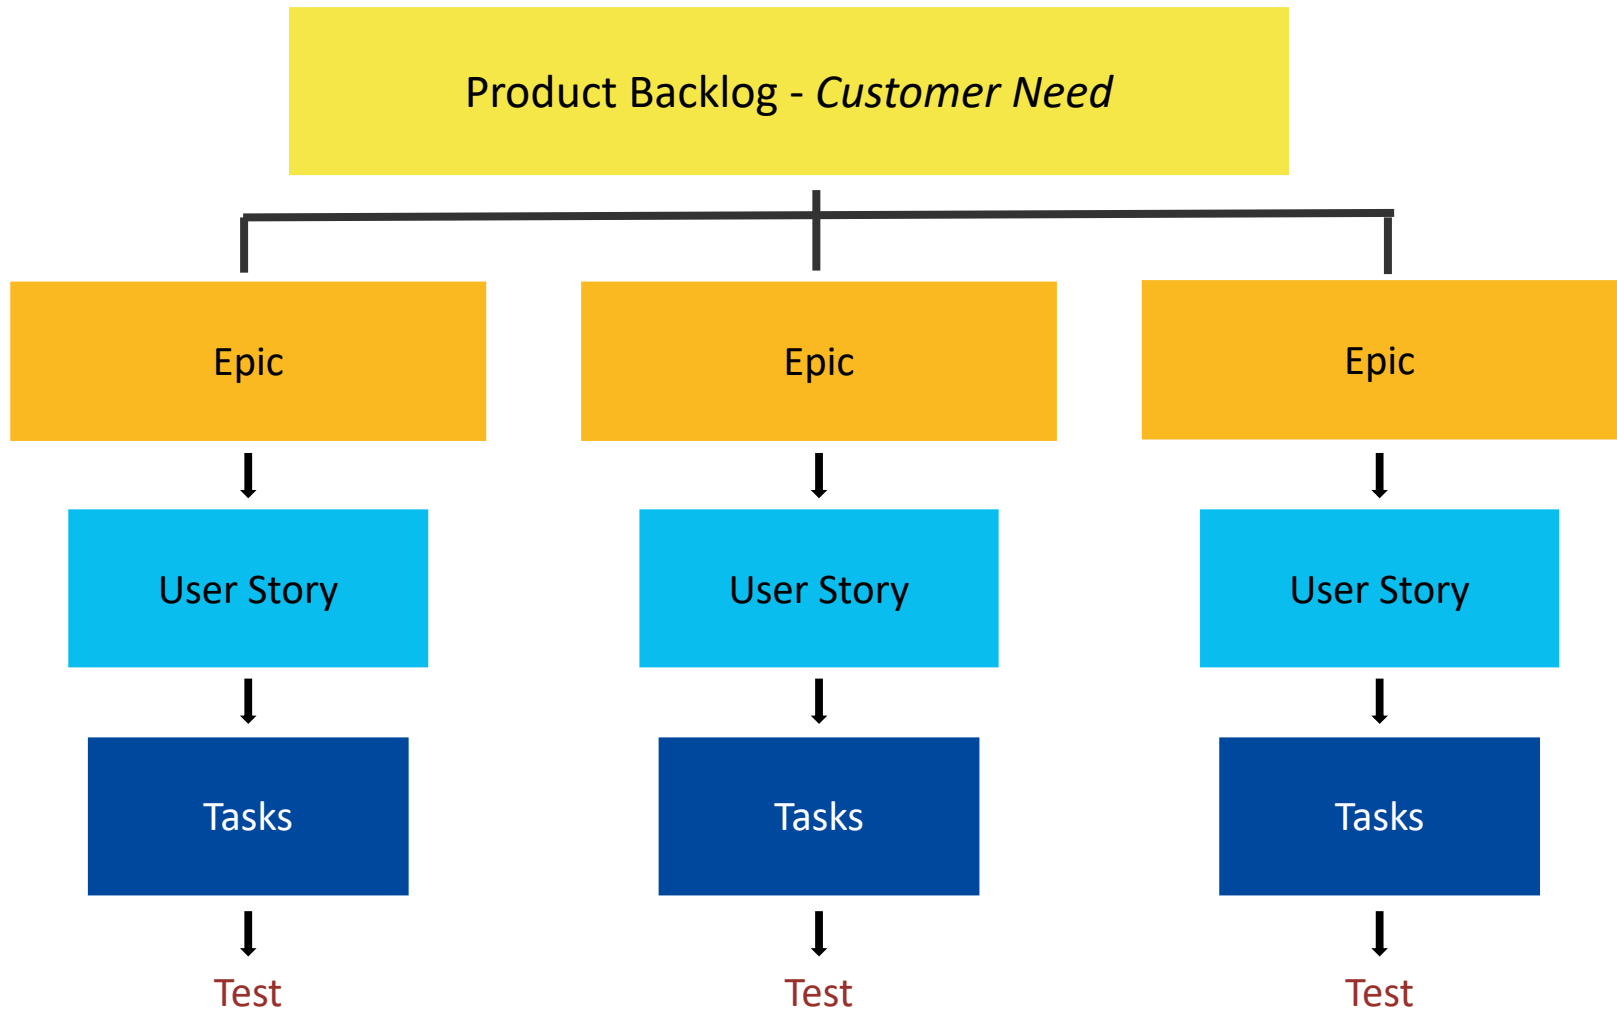 Product Backlog - Customer Need
Epic
Epic
Epic
User Story
User Story
User Story
Tasks
Tasks
Tasks
Test
Test
Test